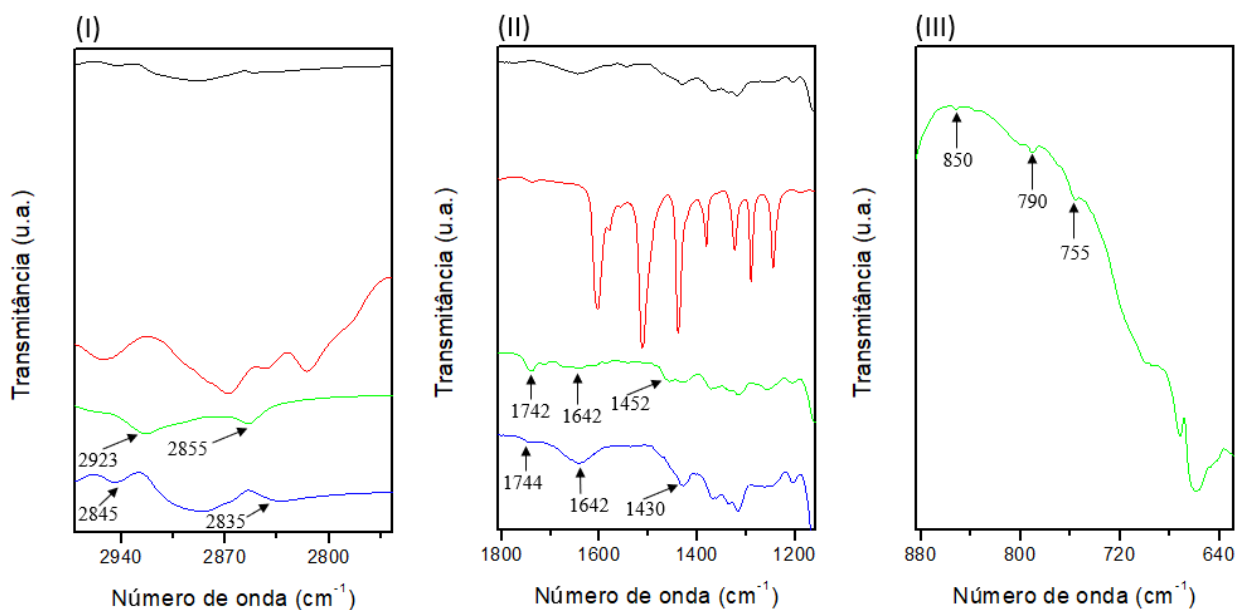 (I)
Transmitância (u.a.)
2923
2855
2845
2835
2940
2870
2800
Número de onda (cm⁻¹)
(II)
Transmitância (u.a.)
1742
1642
1452
1744
1642
1430
1800
1600
1400
1200
Número de onda (cm⁻¹)
(III)
Transmitância (u.a.)
850
790
755
880
800
720
640
Número de onda (cm⁻¹)